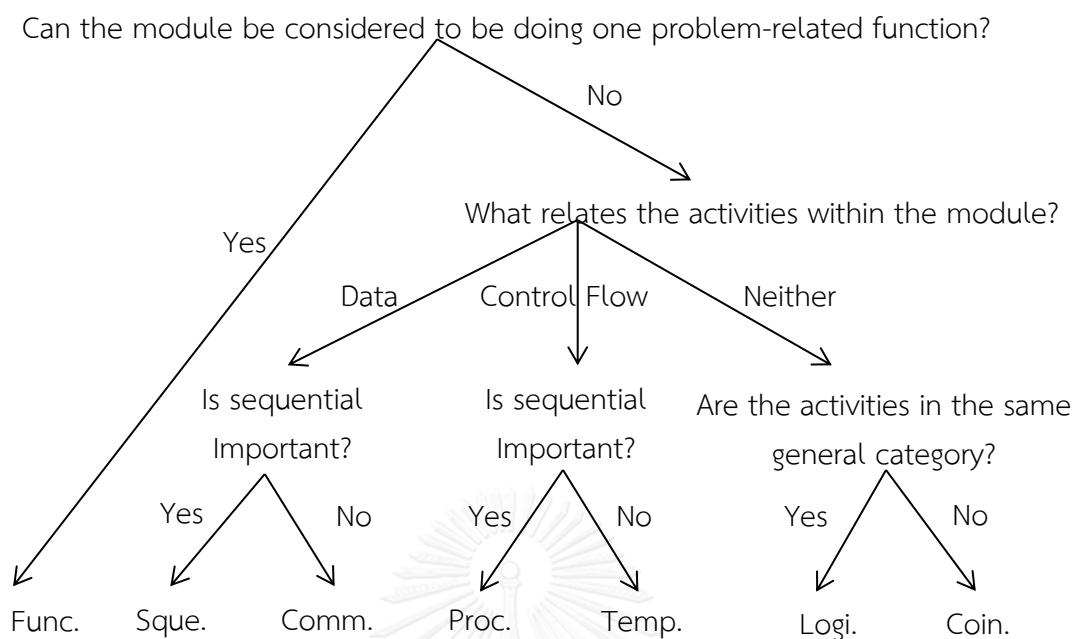 Can the module be considered to be doing one problem-related function?
No
What relates the activities within the module?
Yes
Data
Control Flow
Neither
Is sequential
Important?
Is sequential
Important?
Are the activities in the same
general category?
Yes
No
Yes
No
Yes
No
Func.
Sque.
Comm.
Proc.
Temp.
Logi.
Coin.